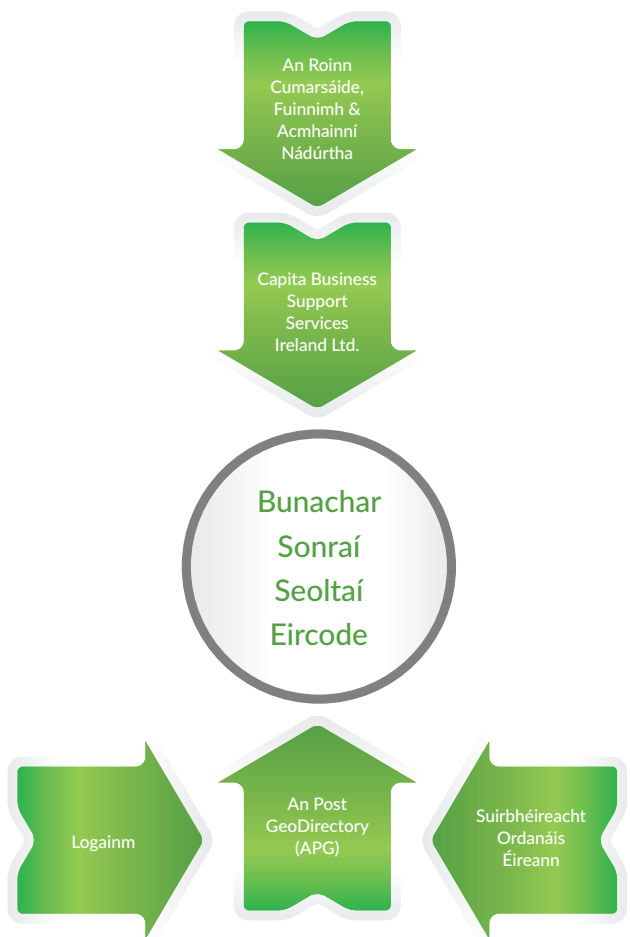 An Roinn
Cumarsáide,
Fuinnimh &
Acmhainní
Nádúrtha
Capita Business
Support
Services
Ireland Ltd.
Bunachar
Sonraí
Seoltaí
Eircode
Logainm
An Post
GeoDirectory
(APG)
Suirbhéireacht
Ordanáis
Éireann